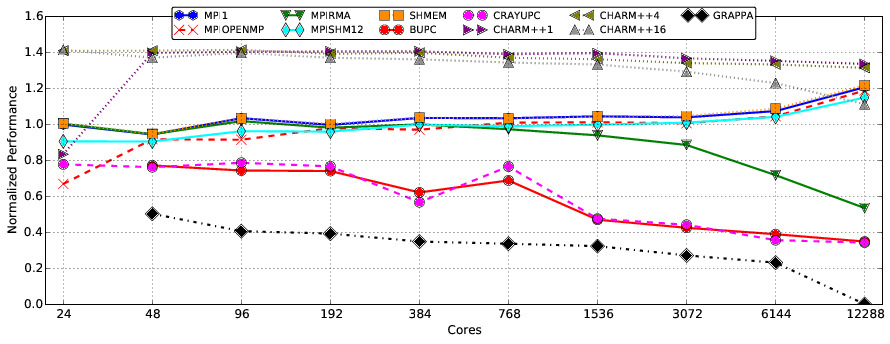 MPI1 MPIRMA SHMEM CRAYUPC CHARM++4 GRAPPA
MPIOPENMP MPISHM12 BUPC CHARM++1 CHARM++16
1.6
1.4
1.2
1.0
0.8
0.6
0.4
0.2
0.0
Normalized Performance
24 48 96 192 384 768 1536 3072 6144 12288
Cores